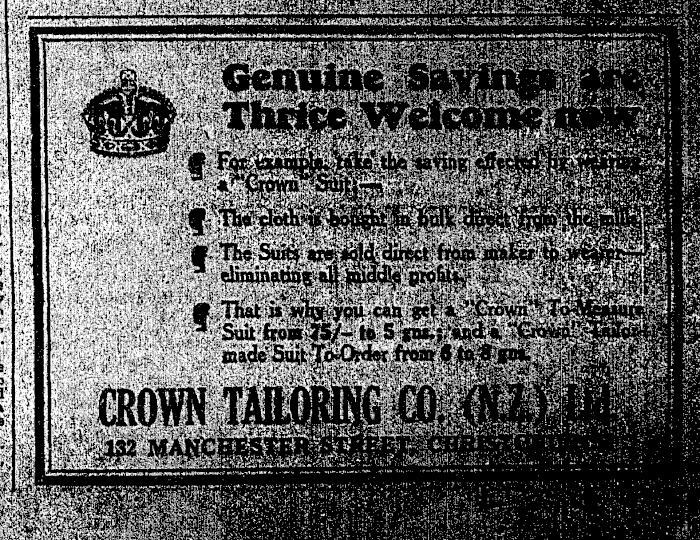 Genuine Savings are
Thrice Welcome now
For example, take the saving effected by wearing
a "Crown" Suit:—
The cloth is bought in bulk direct from the mills.
The Suits are sold direct from maker to wearer—
eliminating all middle profits.
That is why you can get a "Crown" To-Measure
Suit from 75/- to 5 gns.; and a "Crown" Tailor-
made Suit To-Order from 6 to 8 gns.
CROWN TAILORING CO. (N.Z.) Ltd.
132 MANCHESTER STREET, CHRISTCHURCH